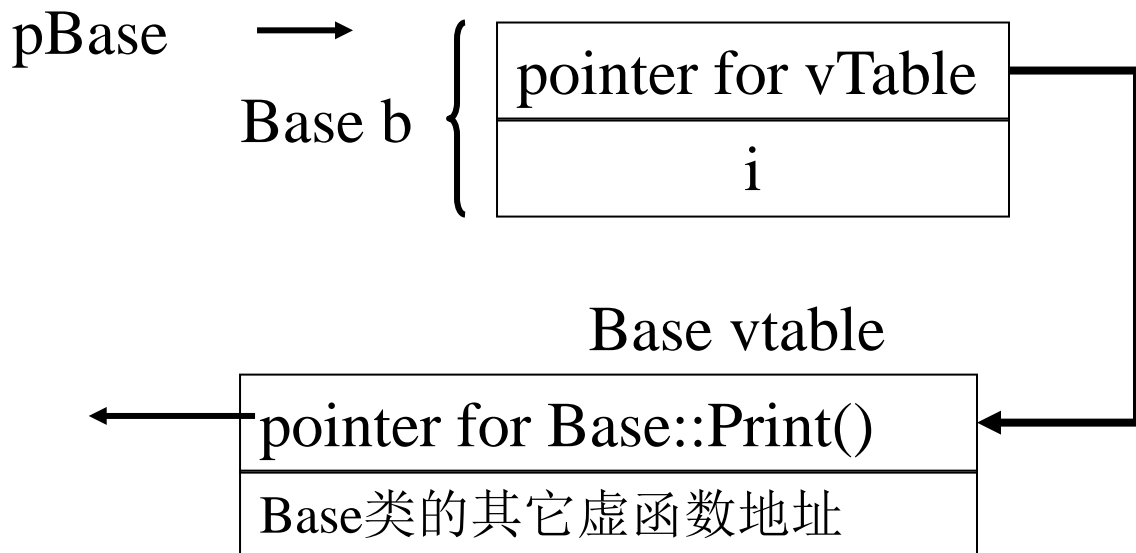 pBase
pointer for vTable
Base b
i
Base vtable
pointer for Base::Print()
Base类的其它虚函数地址